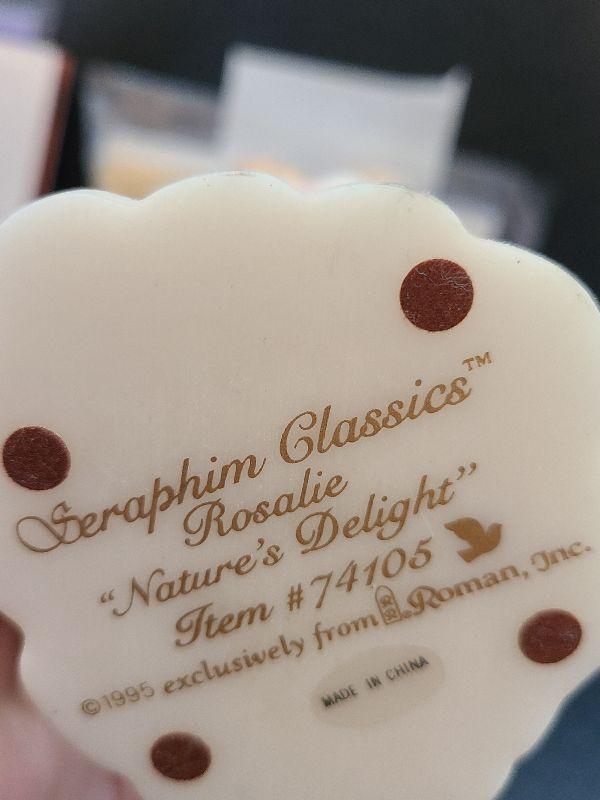 Seraphim Classics™
Rosalie
“Nature's Delight”
Item #74105
©1995 exclusively from Roman, Inc.
MADE IN CHINA